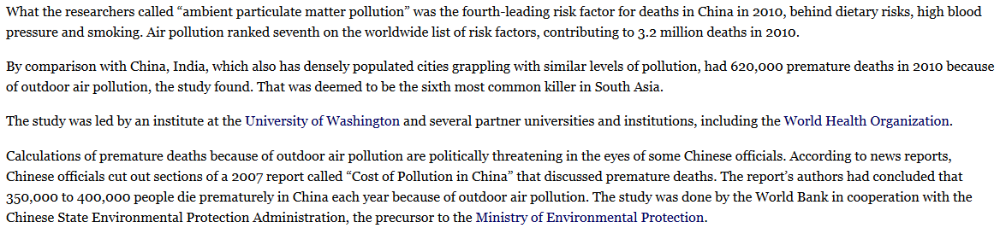 What the researchers called “ambient particulate matter pollution” was the fourth-leading risk factor for deaths in China in 2010, behind dietary risks, high blood
pressure and smoking. Air pollution ranked seventh on the worldwide list of risk factors, contributing to 3.2 million deaths in 2010.
By comparison with China, India, which also has densely populated cities grappling with similar levels of pollution, had 620,000 premature deaths in 2010 because
of outdoor air pollution, the study found. That was deemed to be the sixth most common killer in South Asia.
The study was led by an institute at the University of Washington and several partner universities and institutions, including the World Health Organization.
Calculations of premature deaths because of outdoor air pollution are politically threatening in the eyes of some Chinese officials. According to news reports,
Chinese officials cut out sections of a 2007 report called “Cost of Pollution in China” that discussed premature deaths. The report’s authors had concluded that
350,000 to 400,000 people die prematurely in China each year because of outdoor air pollution. The study was done by the World Bank in cooperation with the
Chinese State Environmental Protection Administration, the precursor to the Ministry of Environmental Protection.